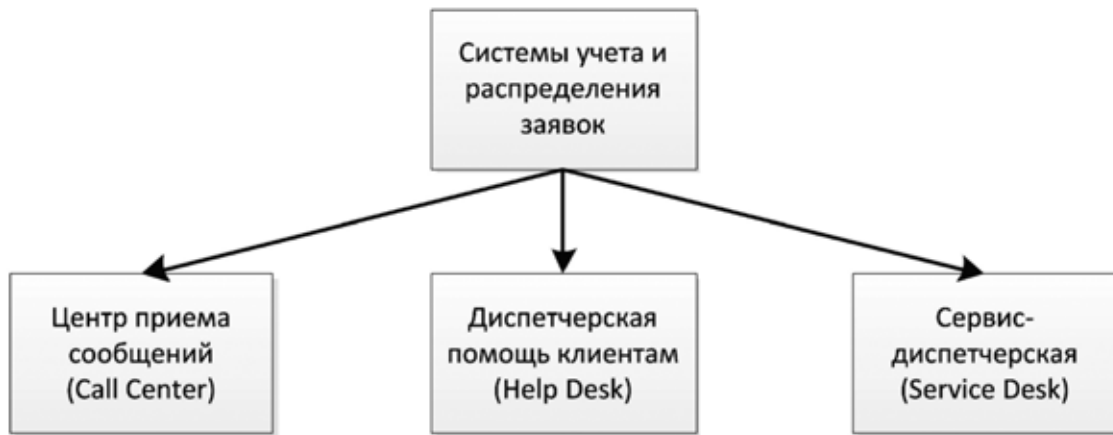 Системы учета и
распределения
заявок
Центр приема
сообщений
(Call Center)
Диспетчерская
помощь клиентам
(Help Desk)
Сервис-
диспетчерская
(Service Desk)